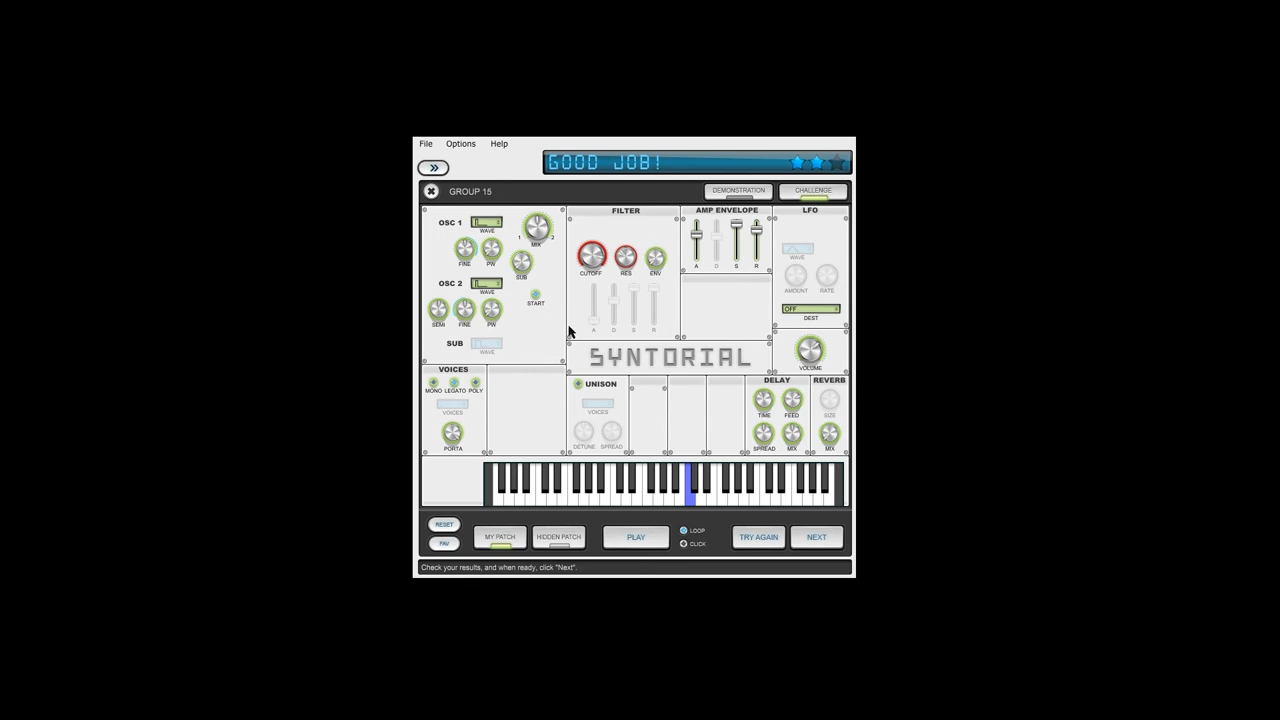 File Options Help
GOOD JOB!
GROUP 15
DEMONSTRATION
CHALLENGE
OSC 1
WAVE
1 MIX 2
FINE PW
SUB
OSC 2
WAVE
START
SEMI FINE PW
SUB
WAVE
FILTER
CUTOFF RES ENV
A D S R
AMP ENVELOPE
A D S R
LFO
WAVE
AMOUNT RATE
OFF
DEST
SYNTORIAL
VOLUME
VOICES
MONO LEGATO POLY
VOICES
PORTA
UNISON
VOICES
DETUNE SPREAD
DELAY
TIME FEED
SPREAD MIX
REVERB
SIZE
MIX
RESET
FAV
MY PATCH
HIDDEN PATCH
PLAY
LOOP
CLICK
TRY AGAIN
NEXT
Check your results, and when ready, click "Next".